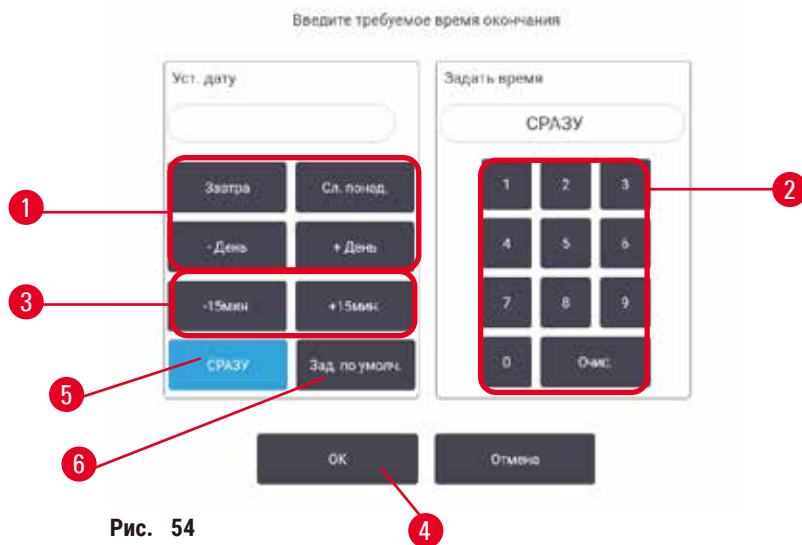 Введите требуемое время окончания
Уст. дату
Задать время
СРАЗУ
Завтра
Сл. понед.
1
2
3
- День
+ День
4
5
6
-15мин
+15мин
7
8
9
СРАЗУ
Зад. по умолч.
0
Очис.
OK
Отмена
1
2
3
5
6
4
Рис. 54